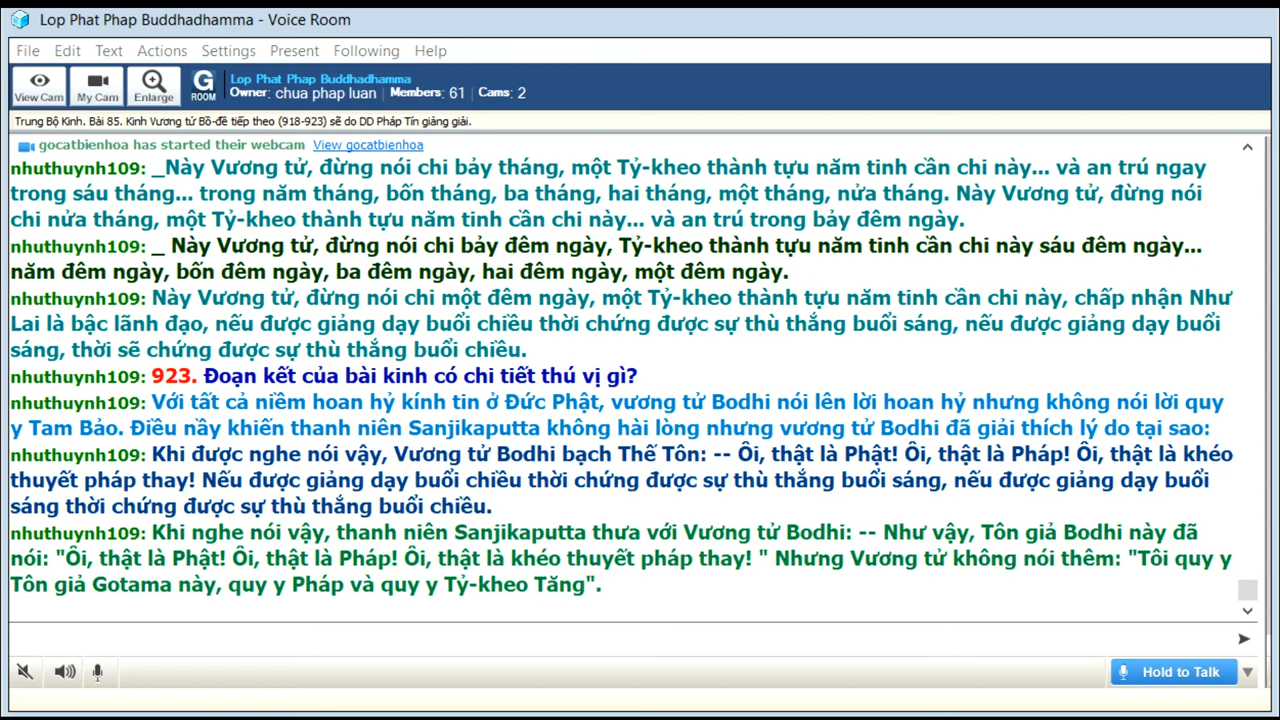 Lop Phat Phap Buddhadhamma - Voice Room
File Edit Text Actions Settings Present Following Help
View Cam My Cam Enlarge G ROOM Lop Phat Phap Buddhadhamma
Owner: chua phap luan | Members: 61 | Cams: 2
Trung Bộ Kinh. Bài 85. Kinh Vương tử Bồ-đề tiếp theo (918-923) sẽ do DD Pháp Tín giảng giải.
gocatbienhoa has started their webcam View gocatbienhoa
nhuthuynh109: _Này Vương tử, đừng nói chi bảy tháng, một Tỷ-kheo thành tựu năm tinh cần chi này... và an trú ngay
trong sáu tháng... trong năm tháng, bốn tháng, ba tháng, hai tháng, một tháng, nửa tháng. Này Vương tử, đừng nói
chi nửa tháng, một Tỷ-kheo thành tựu năm tinh cần chi này... và an trú trong bảy đêm ngày.
nhuthuynh109: _ Này Vương tử, đừng nói chi bảy đêm ngày, Tỷ-kheo thành tựu năm tinh cần chi này sáu đêm ngày...
năm đêm ngày, bốn đêm ngày, ba đêm ngày, hai đêm ngày, một đêm ngày.
nhuthuynh109: Này Vương tử, đừng nói chi một đêm ngày, một Tỷ-kheo thành tựu năm tinh cần chi này, chấp nhận Như
Lai là bậc lãnh đạo, nếu được giảng dạy buổi chiều thời chứng được sự thù thắng buổi sáng, nếu được giảng dạy buổi
sáng, thời sẽ chứng được sự thù thắng buổi chiều.
nhuthuynh109: 923. Đoạn kết của bài kinh có chi tiết thú vị gì?
nhuthuynh109: Với tất cả niềm hoan hỷ kính tin ở Đức Phật, vương tử Bodhi nói lên lời hoan hỷ nhưng không nói lời quy
y Tam Bảo. Điều nầy khiến thanh niên Sanjikaputta không hài lòng nhưng vương tử Bodhi đã giải thích lý do tại sao:
nhuthuynh109: Khi được nghe nói vậy, Vương tử Bodhi bạch Thế Tôn: -- Ôi, thật là Phật! Ôi, thật là Pháp! Ôi, thật là khéo
thuyết pháp thay! Nếu được giảng dạy buổi chiều thời chứng được sự thù thắng buổi sáng, nếu được giảng dạy buổi
sáng thời chứng được sự thù thắng buổi chiều.
nhuthuynh109: Khi nghe nói vậy, thanh niên Sanjikaputta thưa với Vương tử Bodhi: -- Như vậy, Tôn giả Bodhi này đã
nói: "Ôi, thật là Phật! Ôi, thật là Pháp! Ôi, thật là khéo thuyết pháp thay! " Nhưng Vương tử không nói thêm: "Tôi quy y
Tôn giả Gotama này, quy y Pháp và quy y Tỷ-kheo Tăng".
Hold to Talk